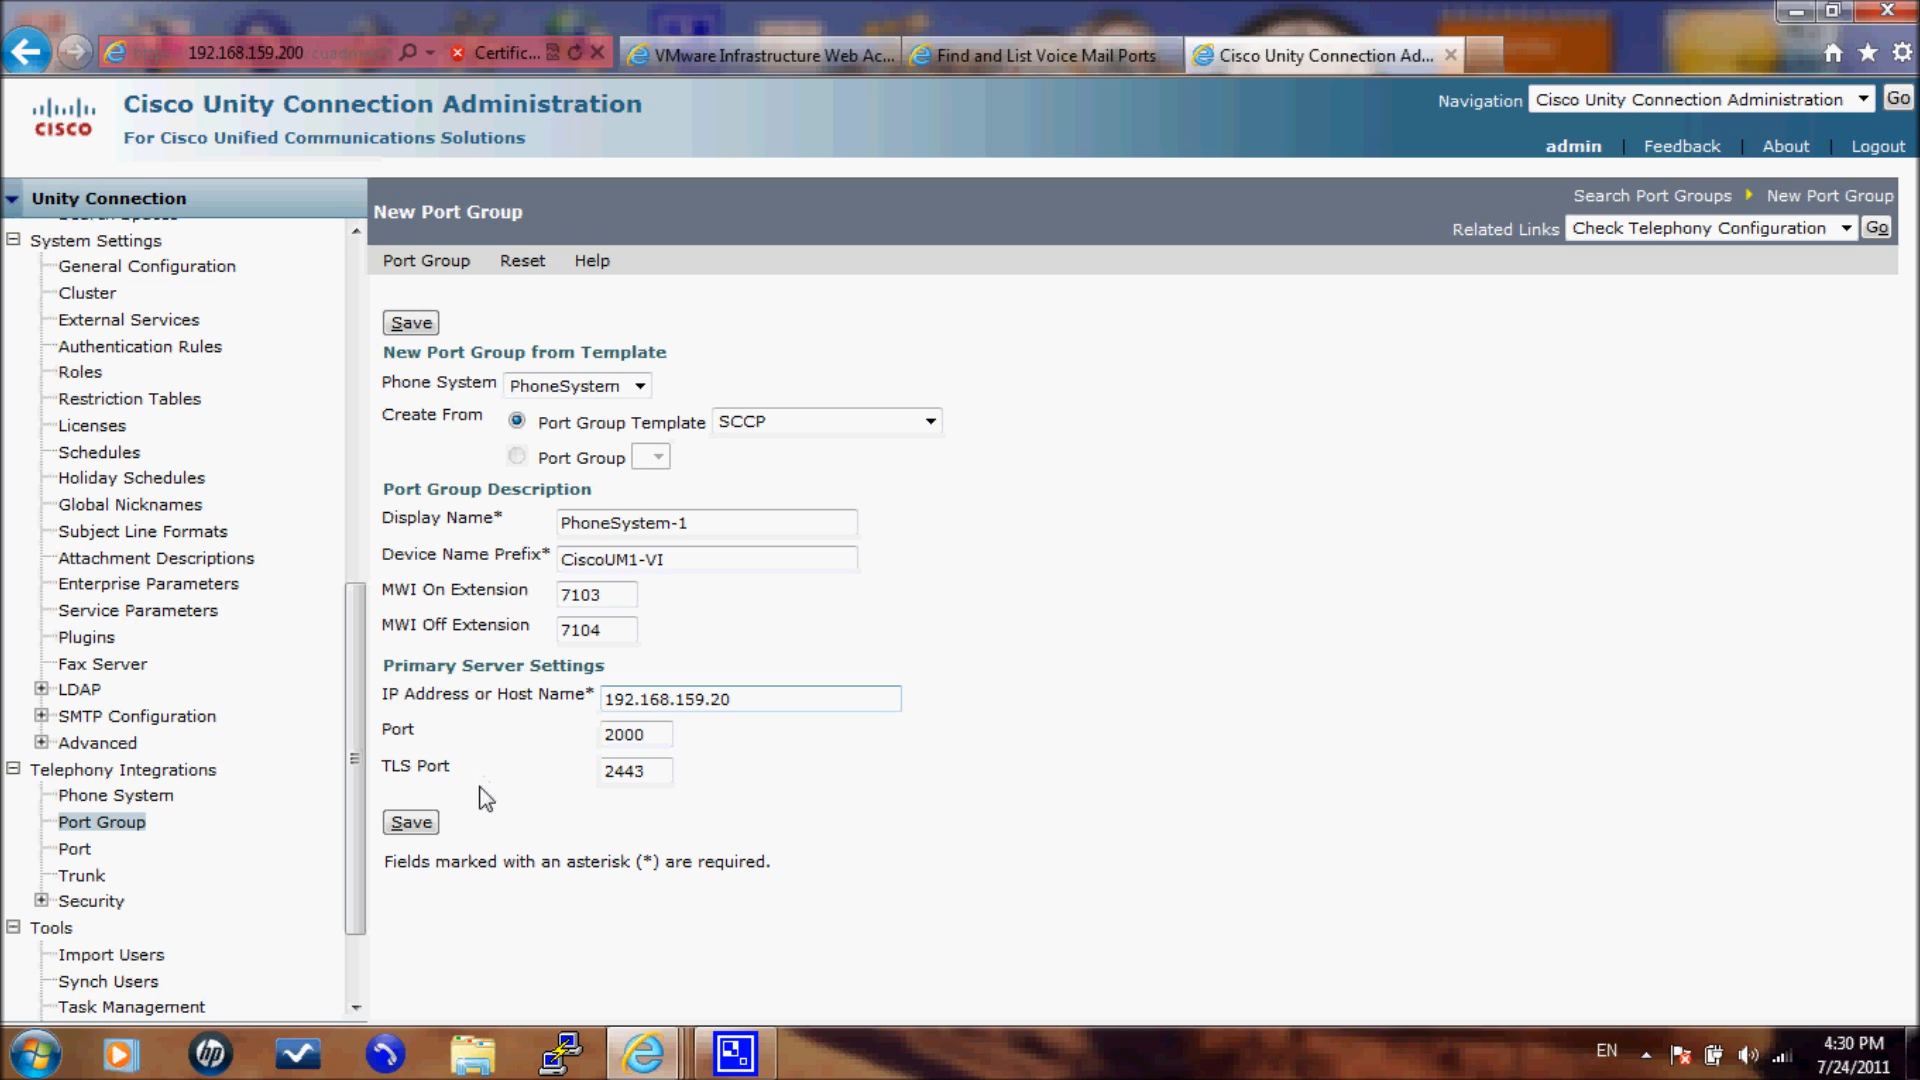 192.168.159.200
Certific...
VMware Infrastructure Web Ac...
Find and List Voice Mail Ports
Cisco Unity Connection Ad...
CISCO
Cisco Unity Connection Administration
For Cisco Unified Communications Solutions
Navigation Cisco Unity Connection Administration Go
admin Feedback About Logout
Unity Connection
System Settings
General Configuration
Cluster
External Services
Authentication Rules
Roles
Restriction Tables
Licenses
Schedules
Holiday Schedules
Global Nicknames
Subject Line Formats
Attachment Descriptions
Enterprise Parameters
Service Parameters
Plugins
Fax Server
LDAP
SMTP Configuration
Advanced
Telephony Integrations
Phone System
Port Group
Port
Trunk
Security
Tools
Import Users
Synch Users
Task Management
New Port Group
Search Port Groups New Port Group
Related Links Check Telephony Configuration Go
Port Group Reset Help
Save
New Port Group from Template
Phone System PhoneSystem
Create From Port Group Template SCCP
Port Group
Port Group Description
Display Name* PhoneSystem-1
Device Name Prefix* CiscoUM1-VI
MWI On Extension 7103
MWI Off Extension 7104
Primary Server Settings
IP Address or Host Name* 192.168.159.20
Port 2000
TLS Port 2443
Save
Fields marked with an asterisk (*) are required.
hp
EN
4:30 PM
7/24/2011